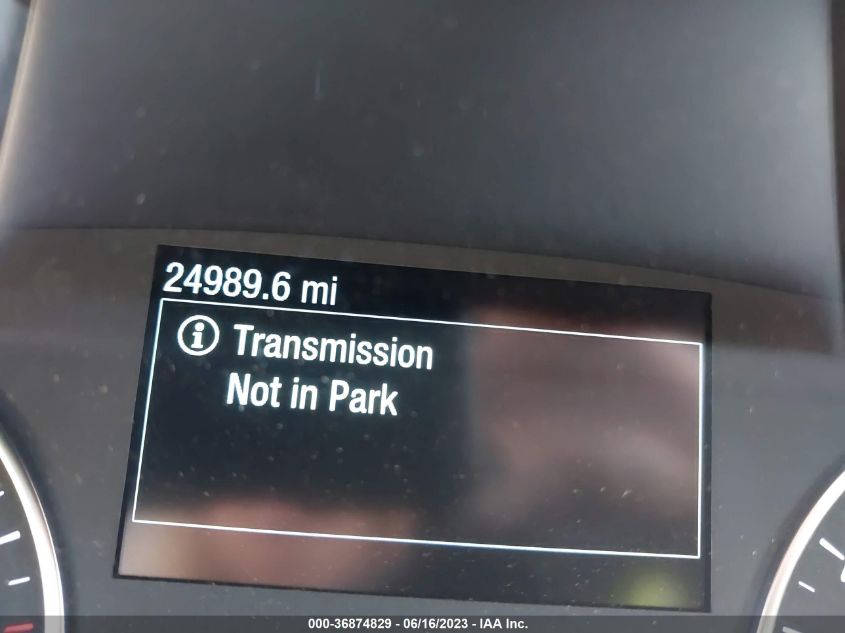 24989.6 mi
Transmission
Not in Park
000-36874829 - 06/16/2023 - IAA Inc.